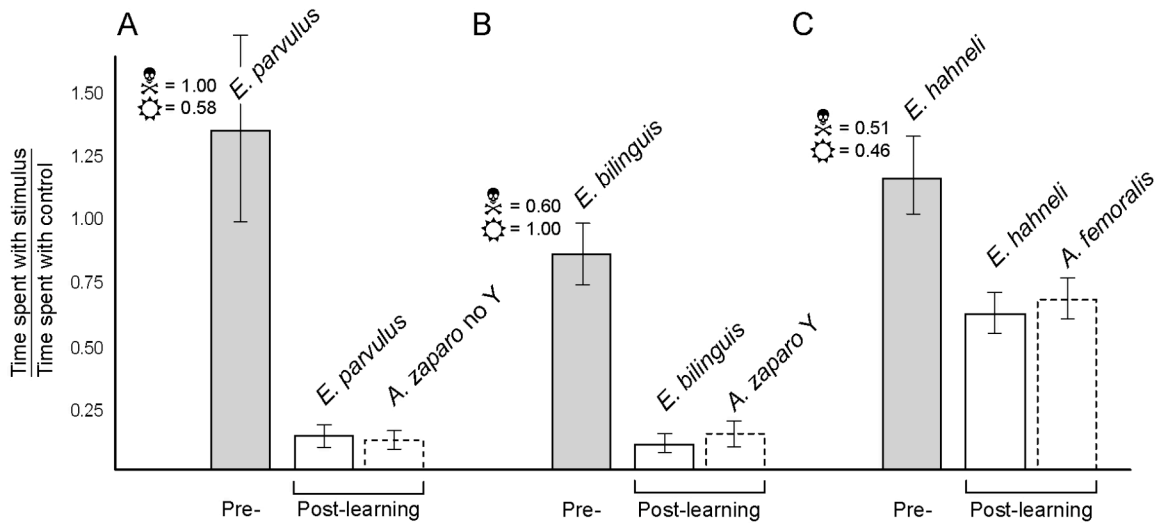 A
B
C
Time spent with stimulus
Time spent with control
1.50
1.25
1.00
0.75
0.50
0.25
= 1.00
= 0.58
E. parvulus
E. parvulus
A. zaparo no Y
= 0.60
= 1.00
E. bilinguis
E. bilinguis
A. zaparo Y
= 0.51
= 0.46
E. hahneli
E. hahneli
A. femoralis
Pre-
Post-learning
Pre-
Post-learning
Pre-
Post-learning